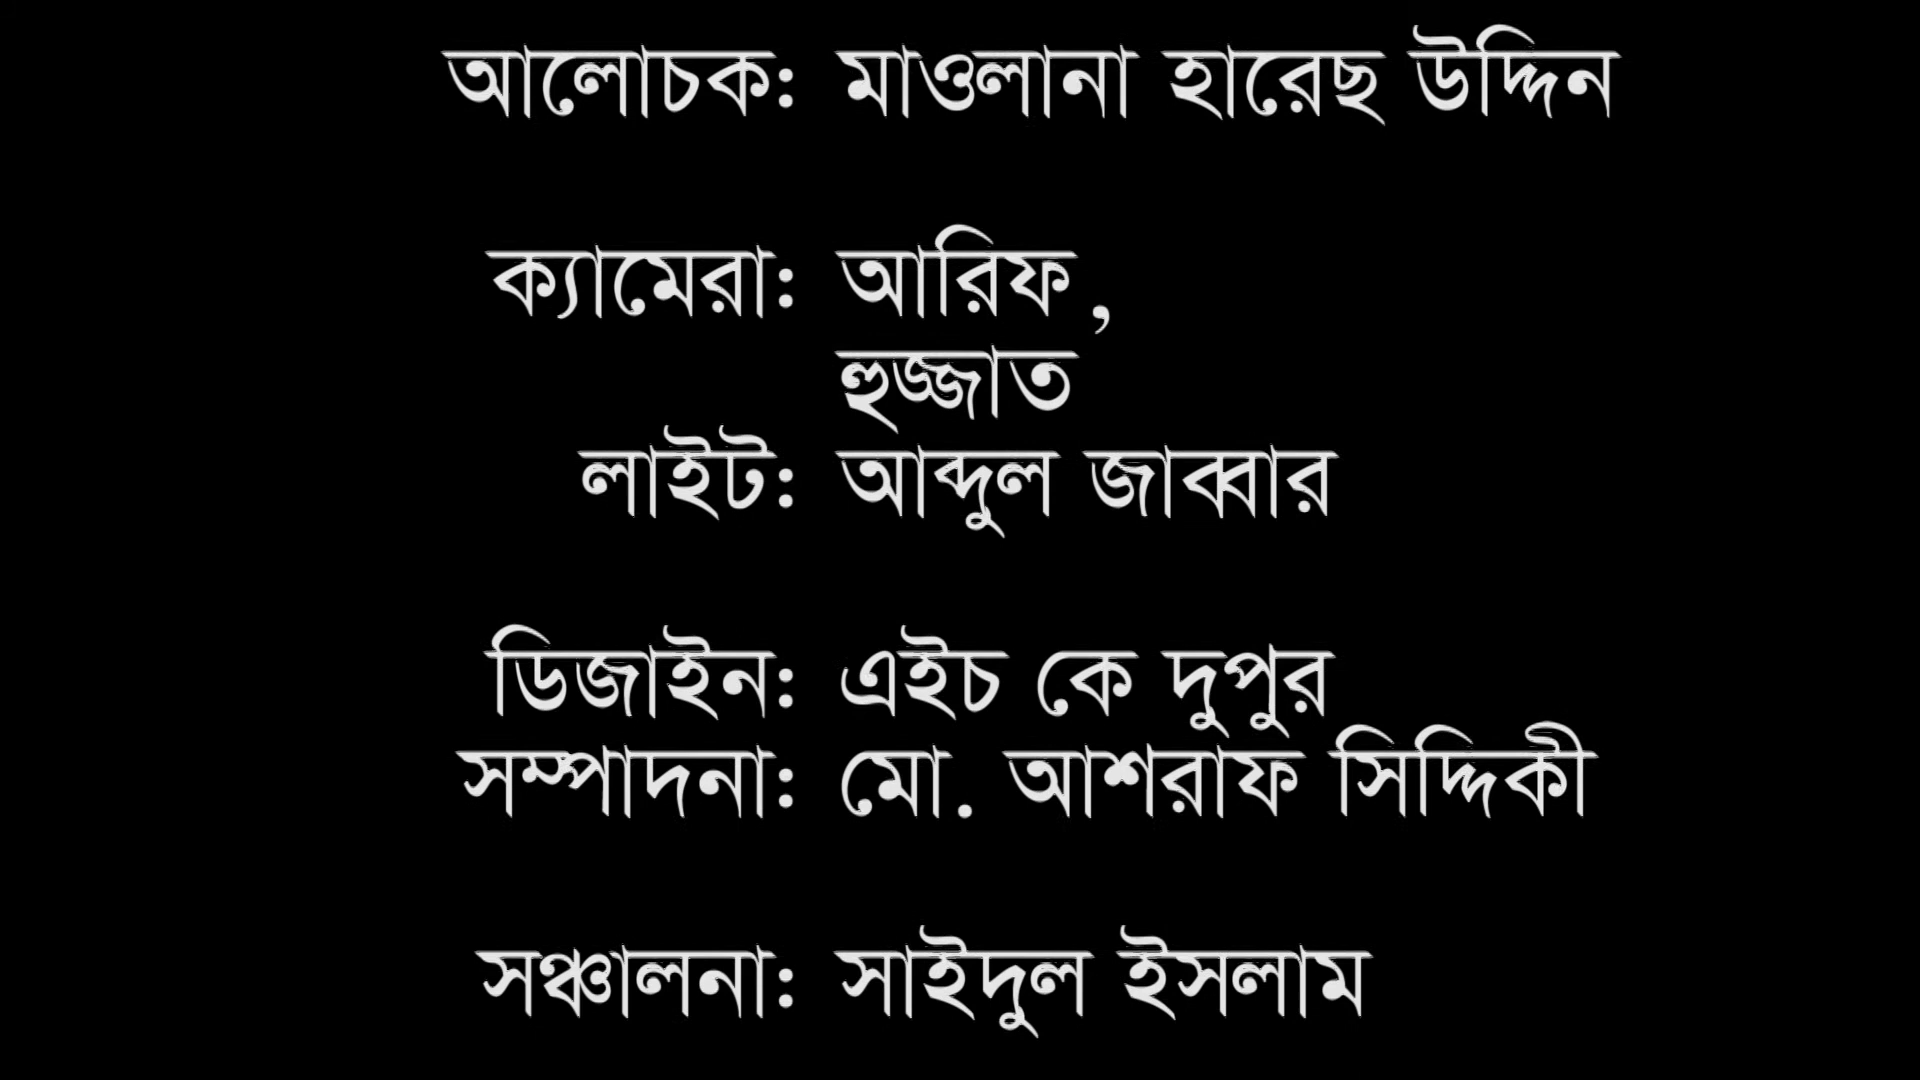 আলোচক: মাওলানা হারেছ উদ্দিন
ক্যামেরা: আরিফ ,
হুজ্জাত
লাইট: আব্দুল জাব্বার
ডিজাইন: এইচ কে দুপুর
সম্পাদনা: মো. আশরাফ সিদ্দিকী
সঞ্চালনা: সাইদুল ইসলাম